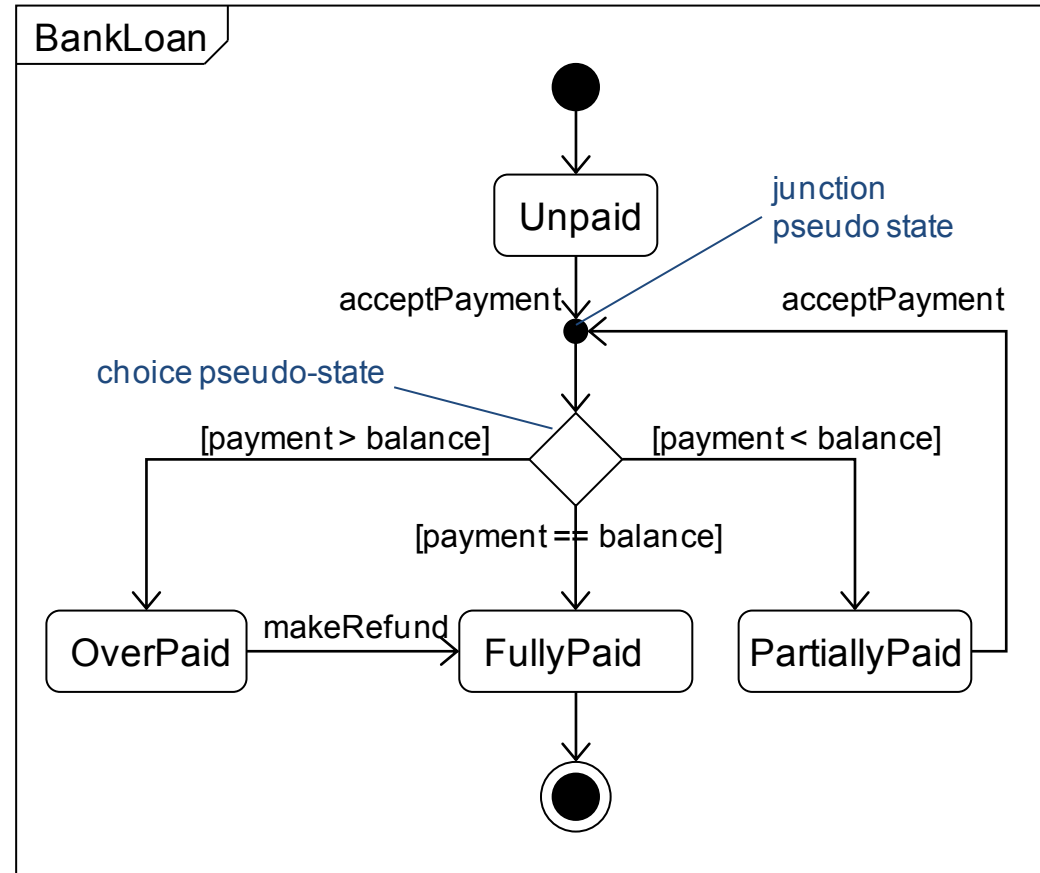 BankLoan
Unpaid
junction
pseudo state
acceptPayment
acceptPayment
choice pseudo-state
[payment > balance]
[payment < balance]
[payment == balance]
OverPaid
makeRefund
FullyPaid
PartiallyPaid